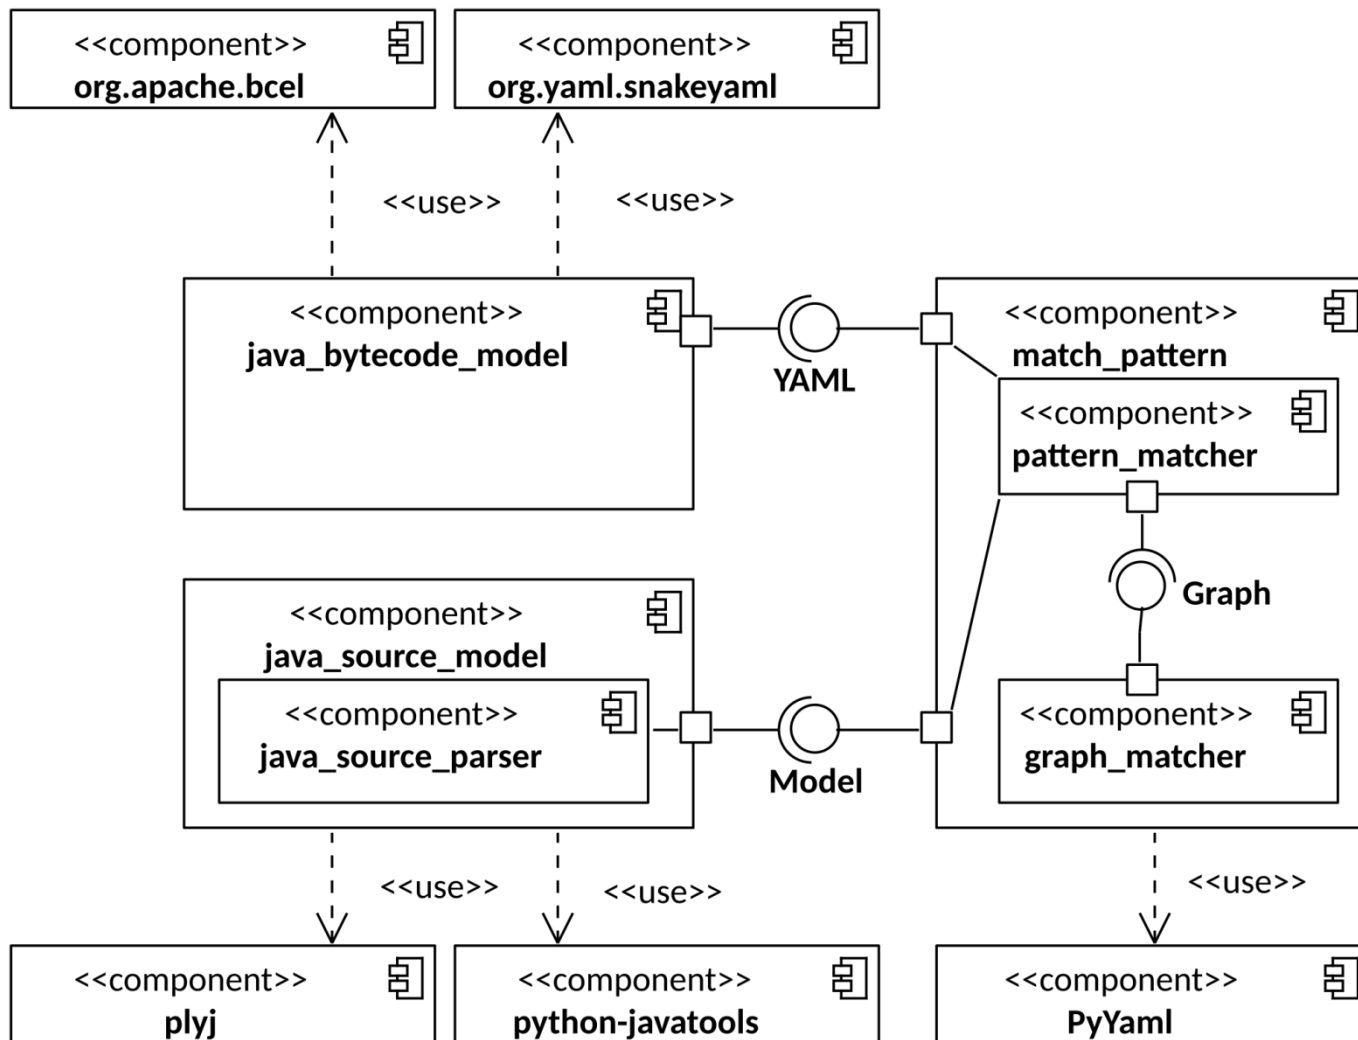 <<component>>
org.apache.bcel
<<component>>
org.yaml.snakeyaml
<<use>>
<<use>>
<<component>>
java_bytecode_model
YAML
<<component>>
match_pattern
<<component>>
pattern_matcher
Graph
<<component>>
java_source_model
<<component>>
java_source_parser
Model
<<component>>
graph_matcher
<<use>>
<<use>>
<<use>>
<<component>>
plyj
<<component>>
python-javatools
<<component>>
PyYaml